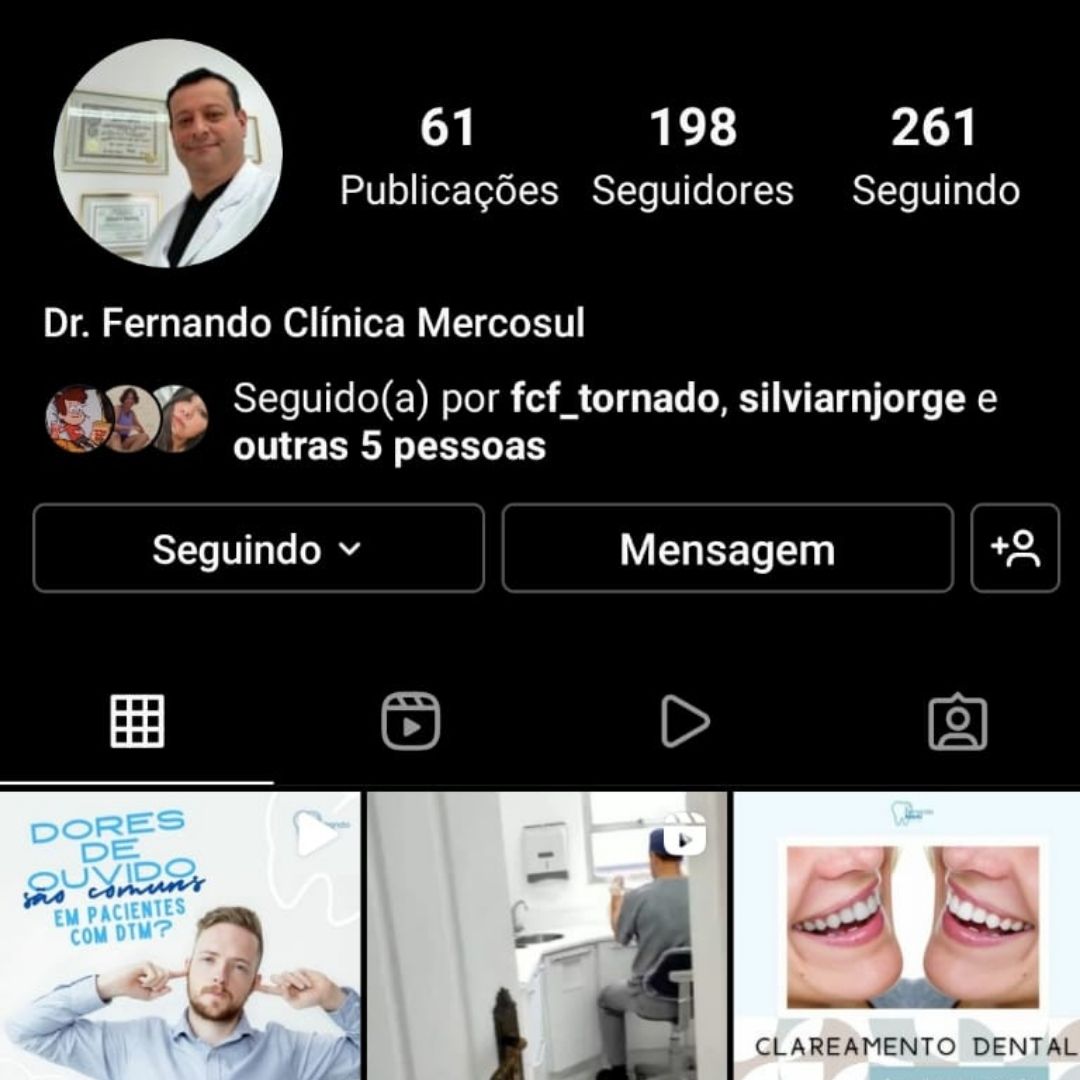 61
198
261
Publicações
Seguidores
Seguindo
Dr. Fernando Clínica Mercosul
Seguido(a) por fcf_tornado, silviarnjorge e
outras 5 pessoas
Seguindo
Mensagem
DORES
DE
OUVIDO
são comuns
EM PACIENTES
COM DTM?
CLAREAMENTO DENTAL